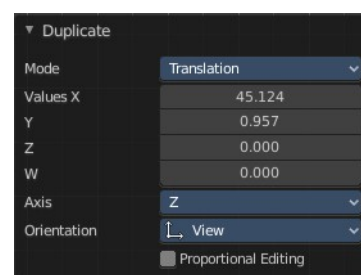 Duplicate
Mode Translation
Values X 45.124
Y 0.957
Z 0.000
W 0.000
Axis Z
Orientation View
Proportional Editing